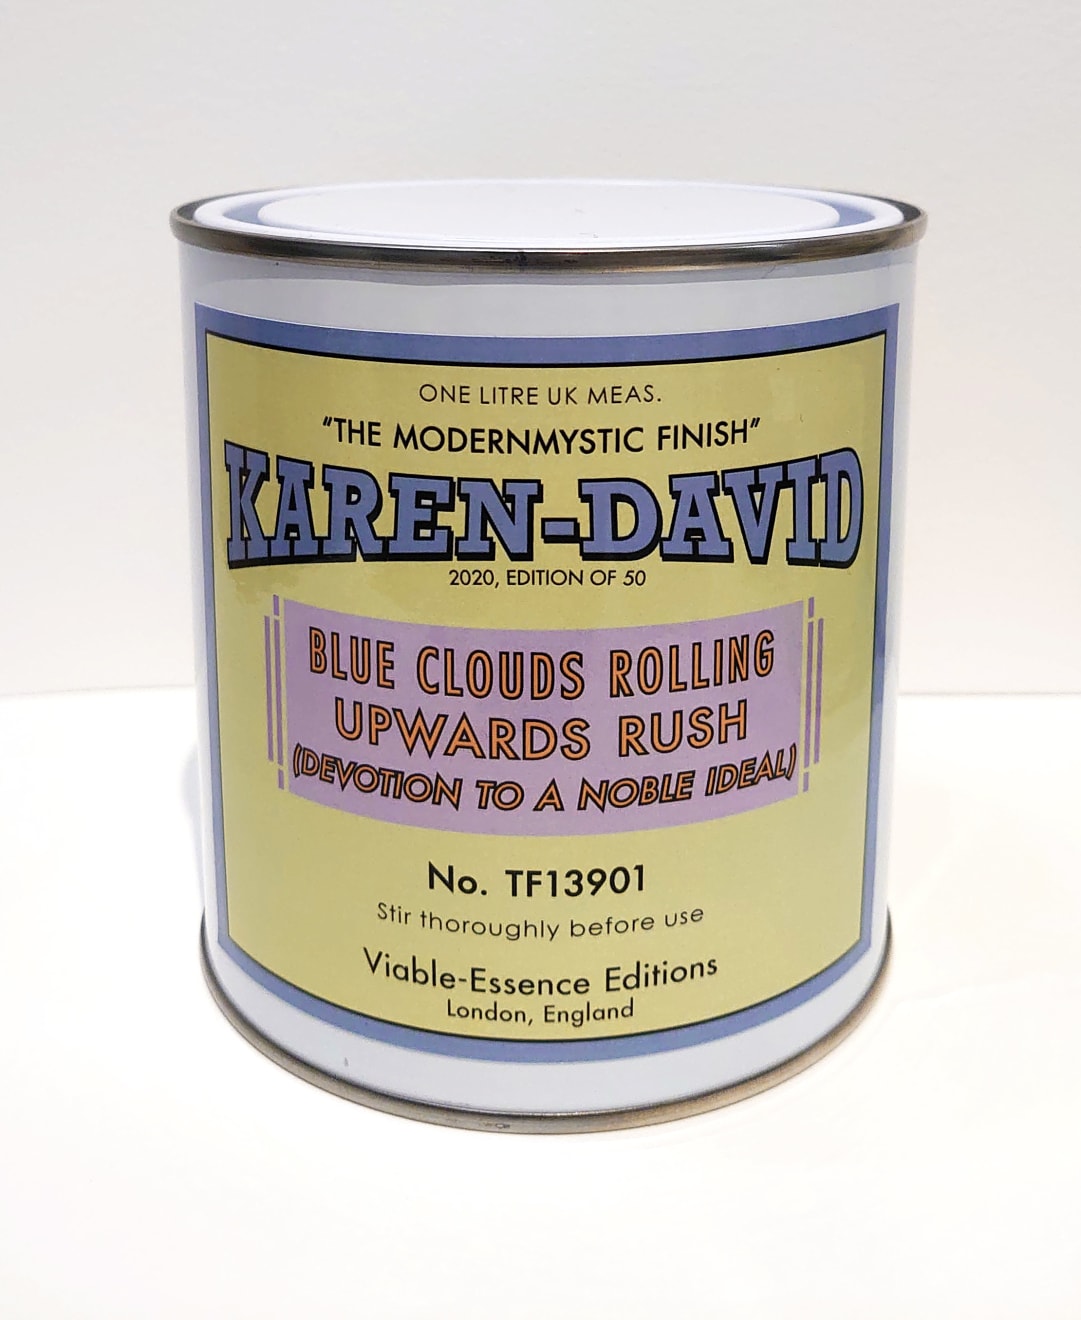 ONE LITRE UK MEAS.
"THE MODERNMYSTIC FINISH"
KAREN-DAVID
2020, EDITION OF 50
BLUE CLOUDS ROLLING
UPWARDS RUSH
(DEVOTION TO A NOBLE IDEAL)
No. TF13901
Stir thoroughly before use
Viable-Essence Editions
London, England